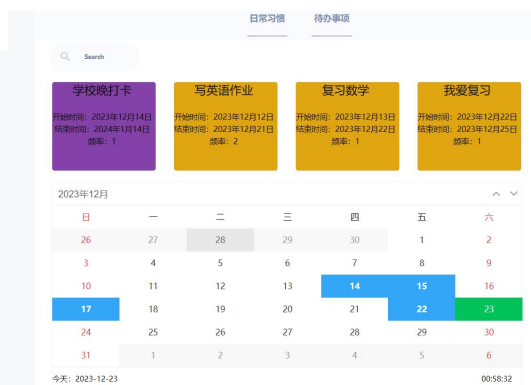 日常习惯 待办事项
Search
学校晚打卡
开始时间：2023年12月14日
结束时间：2024年1月14日
频率：1
写英语作业
开始时间：2023年12月12日
结束时间：2023年12月21日
频率：2
复习数学
开始时间：2023年12月13日
结束时间：2023年12月22日
频率：1
我爱复习
开始时间：2023年12月22日
结束时间：2023年12月25日
频率：1
2023年12月
日 一 二 三 四 五 六
26 27 28 29 30 1 2
3 4 5 6 7 8 9
10 11 12 13 14 15 16
17 18 19 20 21 22 23
24 25 26 27 28 29 30
31 1 2 3 4 5 6
今天：2023-12-23 00:58:32